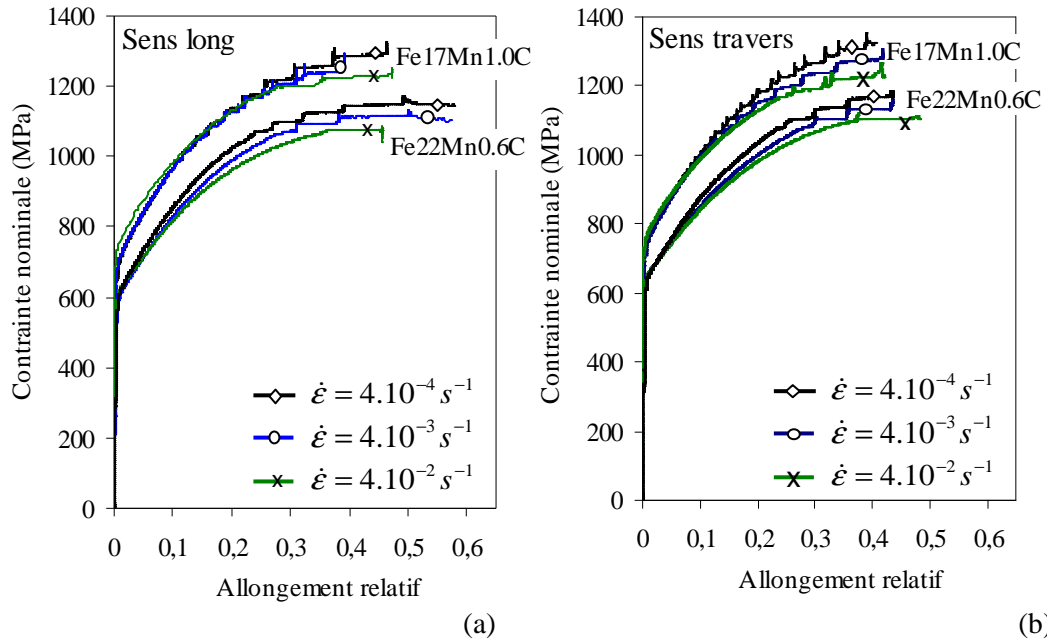 1400
Sens long
Fe17Mn1.0C
1200
1000
Fe22Mn0.6C
800
600
400
200
0
Contrainte nominale (MPa)
ε̇ = 4.10⁻⁴ s⁻¹
ε̇ = 4.10⁻³ s⁻¹
ε̇ = 4.10⁻² s⁻¹
0 0,1 0,2 0,3 0,4 0,5 0,6
Allongement relatif
(a)
1400
Sens travers
Fe17Mn1.0C
1200
Fe22Mn0.6C
1000
800
600
400
200
0
Contrainte nominale (MPa)
ε̇ = 4.10⁻⁴ s⁻¹
ε̇ = 4.10⁻³ s⁻¹
ε̇ = 4.10⁻² s⁻¹
0 0,1 0,2 0,3 0,4 0,5 0,6
Allongement relatif
(b)